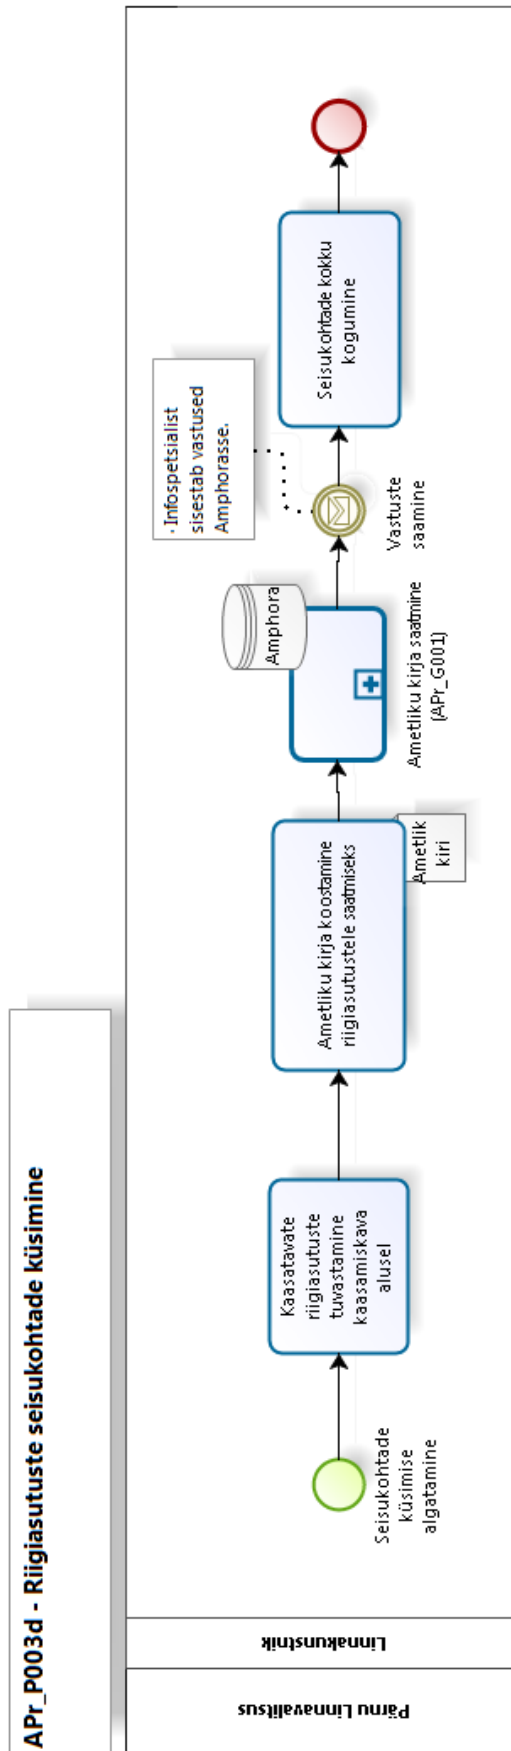 APr_P003d - Riigiasutuste seisukohtade küsimine
Pärnu Linnavalitsus
Linnakunstnik
Seisukohtade
küsimise
algatamine
Kaasatavate
riigiasutuste
tuvastamine
kaasamiskava
alusel
Ametliku kirja koostamine
riigiasutustele saatmiseks
Ametlik
kiri
Amphora
Ametliku kirja saatmine
(APr_G001)
· Infospetsialist
sisestab vastused
Amphorasse.
Vastuste
saamine
Seisukohtade kokku
kogumine